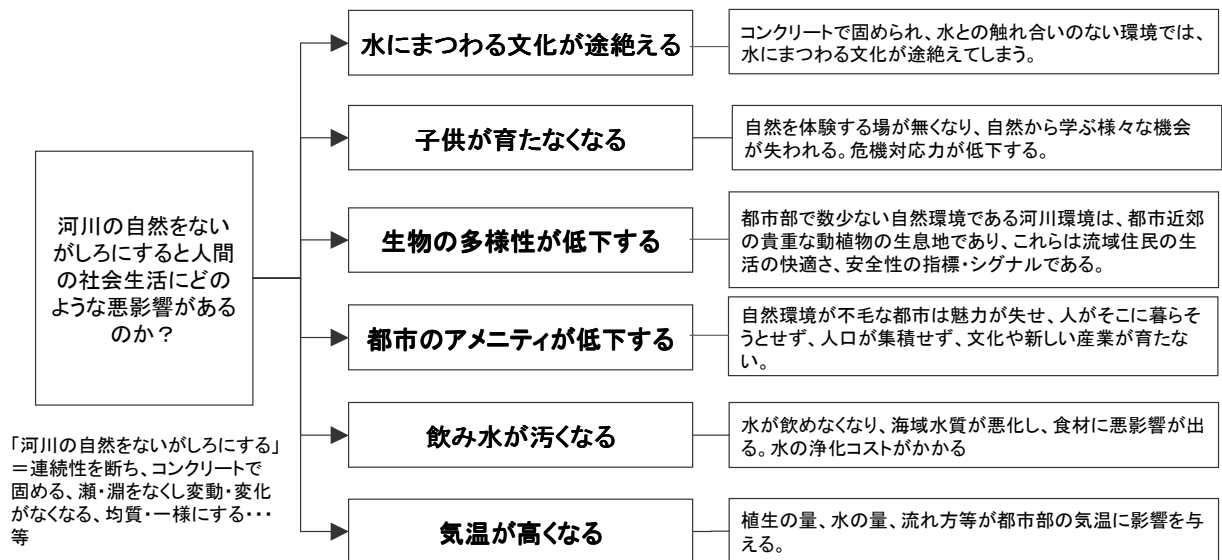 河川の自然をない
がしろにすると人間
の社会生活にどの
ような悪影響がある
のか？
「河川の自然をないがしろにする」
＝連続性を断ち、コンクリートで
固める、瀬・淵をなくし変動・変化
がなくなる、均質・一様にする・・・
等
水にまつわる文化が途絶える
コンクリートで固められ、水との触れ合いのない環境では、
水にまつわる文化が途絶えてしまう。
子供が育たなくなる
自然を体験する場が無くなり、自然から学ぶ様々な機会
が失われる。危機対応力が低下する。
生物の多様性が低下する
都市部で数少ない自然環境である河川環境は、都市近郊
の貴重な動植物の生息地であり、これらは流域住民の生
活の快適さ、安全性の指標・シグナルである。
都市のアメニティが低下する
自然環境が不毛な都市は魅力が失せ、人がそこに暮らそ
うとせず、人口が集積せず、文化や新しい産業が育たな
い。
飲み水が汚くなる
水が飲めなくなり、海域水質が悪化し、食材に悪影響が出
る。水の浄化コストがかかる
気温が高くなる
植生の量、水の量、流れ方等が都市部の気温に影響を与
える。